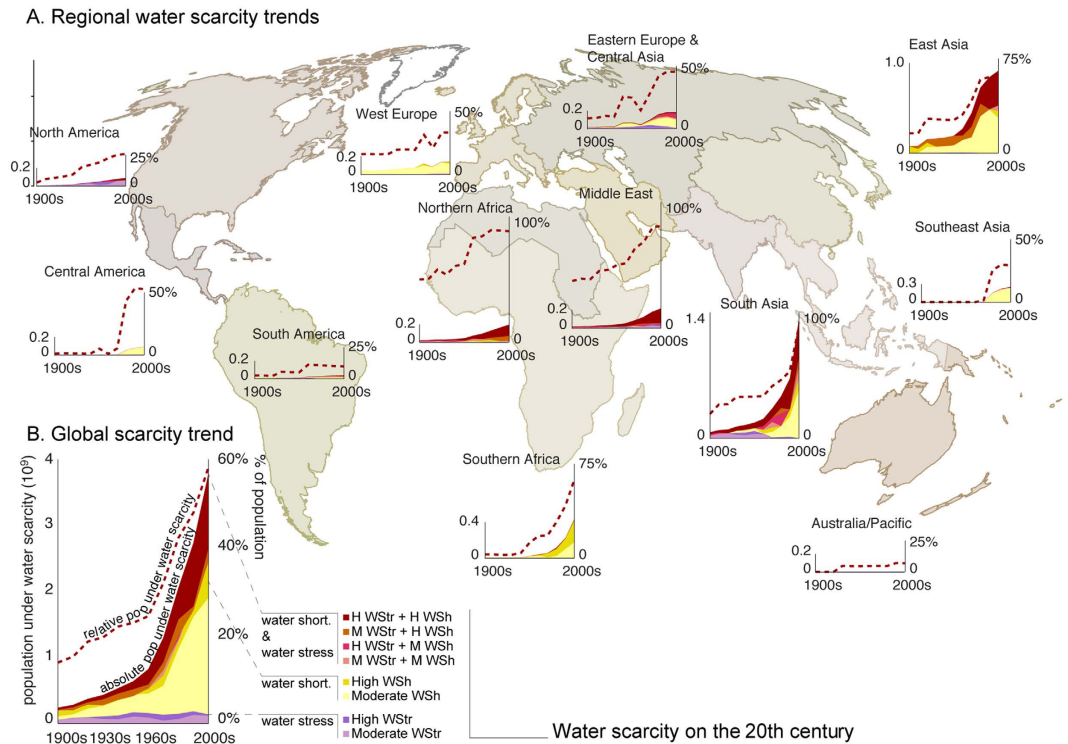 A. Regional water scarcity trends
North America
0.2
0
25%
0
1900s
2000s
West Europe
0.2
0
50%
0
1900s
2000s
Eastern Europe &
Central Asia
0.2
0
50%
0
1900s
2000s
East Asia
1.0
0
75%
0
1900s
2000s
Northern Africa
0.2
0
100%
0
1900s
2000s
Middle East
0.2
0
100%
0
1900s
2000s
Southeast Asia
0.3
0
50%
0
1900s
2000s
Central America
0.2
0
50%
0
1900s
2000s
South America
0.2
0
25%
0
1900s
2000s
South Asia
1.4
0
100%
0
1900s
2000s
Southern Africa
0.4
0
75%
0
1900s
2000s
Australia/Pacific
0.2
0
25%
0
1900s
2000s
B. Global scarcity trend
population under water scarcity (10⁹)
4
3
2
1
0
60%
40%
20%
0%
% of population
relative pop under water scarcity
absolute pop under water scarcity
1900s 1930s 1960s 2000s
water short.
&
water stress
H WStr + H WSh
M WStr + H WSh
H WStr + M WSh
M WStr + M WSh
water short.
High WSh
Moderate WSh
water stress
High WStr
Moderate WStr
Water scarcity on the 20th century